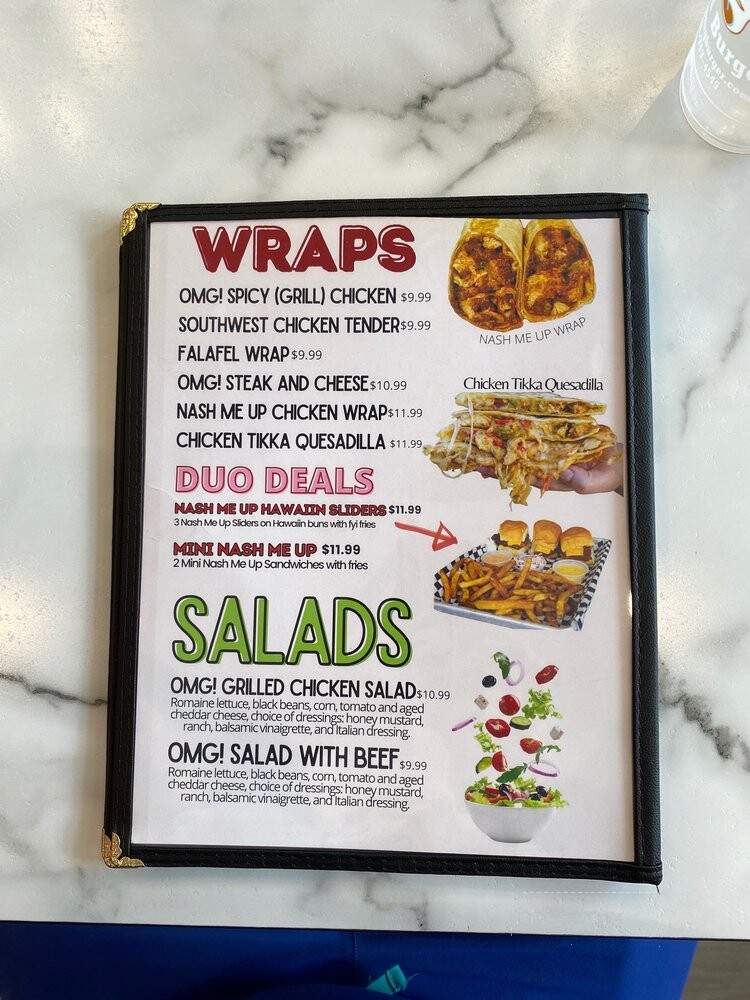 Burg
WRAPS
OMG! SPICY (GRILL) CHICKEN $9.99
SOUTHWEST CHICKEN TENDER $9.99
FALAFEL WRAP $9.99
OMG! STEAK AND CHEESE $10.99
NASH ME UP CHICKEN WRAP $11.99
CHICKEN TIKKA QUESADILLA $11.99
NASH ME UP WRAP
Chicken Tikka Quesadilla
DUO DEALS
NASH ME UP HAWAIIN SLIDERS $11.99
3 Nash Me Up Sliders on Hawaiin buns with fyi fries
MINI NASH ME UP $11.99
2 Mini Nash Me Up Sandwiches with fries
SALADS
OMG! GRILLED CHICKEN SALAD $10.99
Romaine lettuce, black beans, corn, tomato and aged
cheddar cheese, choice of dressings: honey mustard,
ranch, balsamic vinaigrette, and Italian dressing.
OMG! SALAD WITH BEEF $9.99
Romaine lettuce, black beans, corn, tomato and aged
cheddar cheese, choice of dressings: honey mustard,
ranch, balsamic vinaigrette, and Italian dressing.